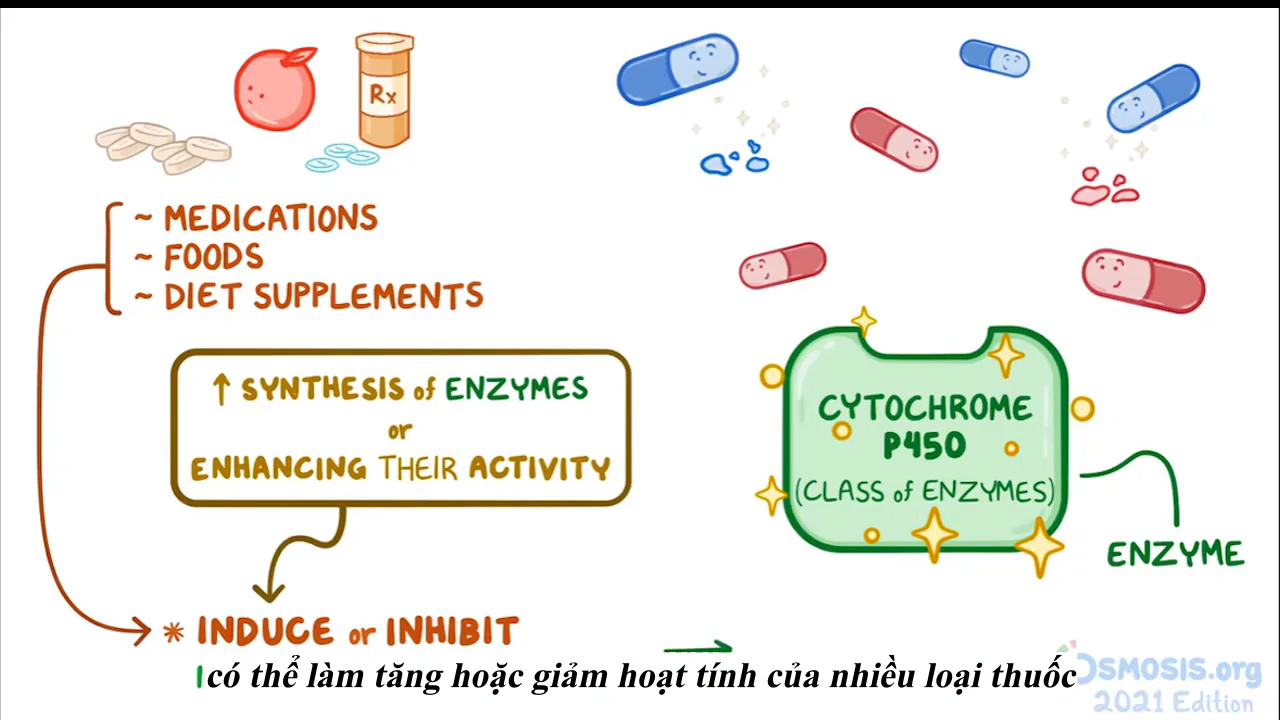 Rx
~ MEDICATIONS
~ FOODS
~ DIET SUPPLEMENTS
↑ SYNTHESIS of ENZYMES
or
ENHANCING THEIR ACTIVITY
CYTOCHROME
P450
(CLASS of ENZYMES)
ENZYME
* INDUCE or INHIBIT
có thể làm tăng hoặc giảm hoạt tính của nhiều loại thuốc
OSMOSIS.org
2021 Edition